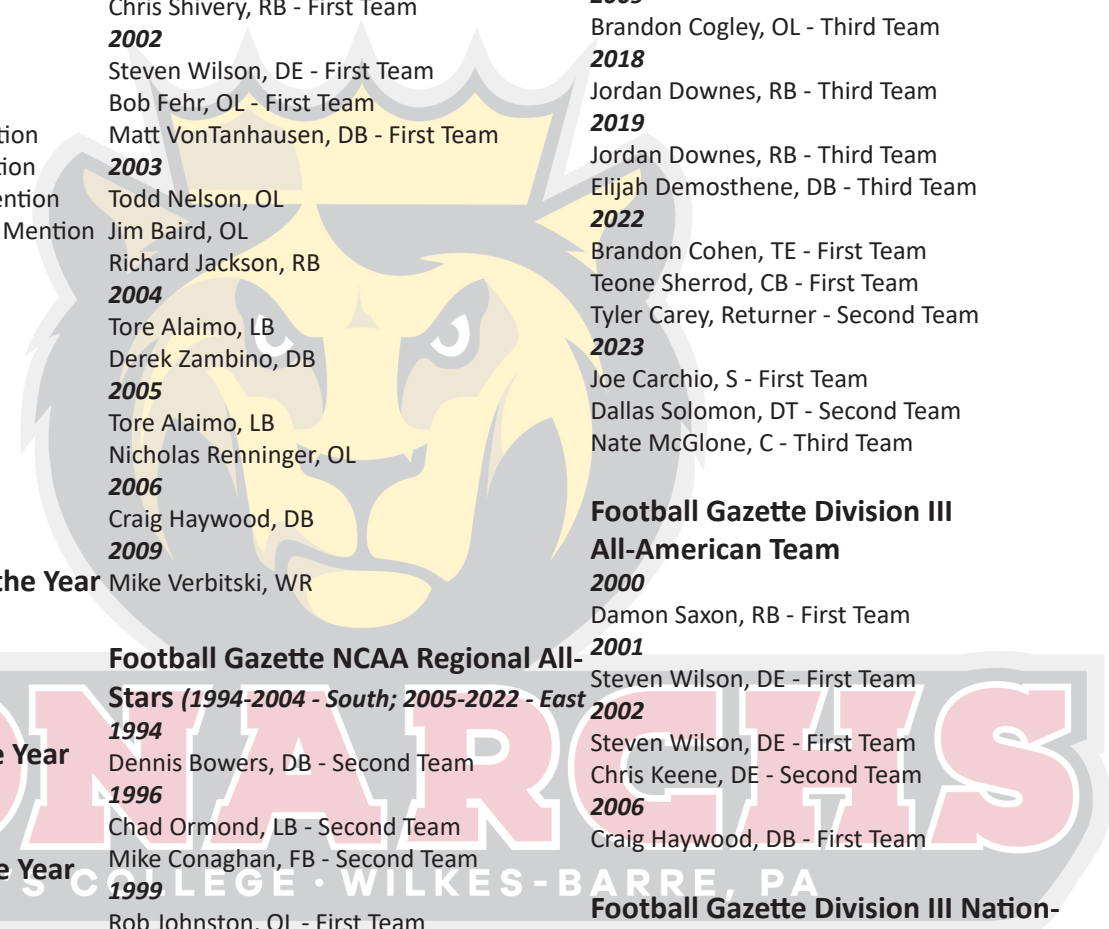 tion
tion
ention
Mention
the Year
e Year
e Year
Chris Shivery, RB - First Team
2002
Steven Wilson, DE - First Team
Bob Fehr, OL - First Team
Matt VonTanhausen, DB - First Team
2003
Todd Nelson, OL
Jim Baird, OL
Richard Jackson, RB
2004
Tore Alaimo, LB
Derek Zambino, DB
2005
Tore Alaimo, LB
Nicholas Renninger, OL
2006
Craig Haywood, DB
2009
Mike Verbitski, WR
Football Gazette NCAA Regional All-
Stars (1994-2004 - South; 2005-2022 - East
1994
Dennis Bowers, DB - Second Team
1996
Chad Ormond, LB - Second Team
Mike Conaghan, FB - Second Team
1999
Rob Johnston, OL - First Team
Brandon Cogley, OL - Third Team
2018
Jordan Downes, RB - Third Team
2019
Jordan Downes, RB - Third Team
Elijah Demosthene, DB - Third Team
2022
Brandon Cohen, TE - First Team
Teone Sherrod, CB - First Team
Tyler Carey, Returner - Second Team
2023
Joe Carchio, S - First Team
Dallas Solomon, DT - Second Team
Nate McGlone, C - Third Team
Football Gazette Division III
All-American Team
2000
Damon Saxon, RB - First Team
2001
Steven Wilson, DE - First Team
2002
Steven Wilson, DE - First Team
Chris Keene, DE - Second Team
2006
Craig Haywood, DB - First Team
Football Gazette Division III Nation-
ONARCHS
'S COLLEGE · WILKES-BARRE, PA